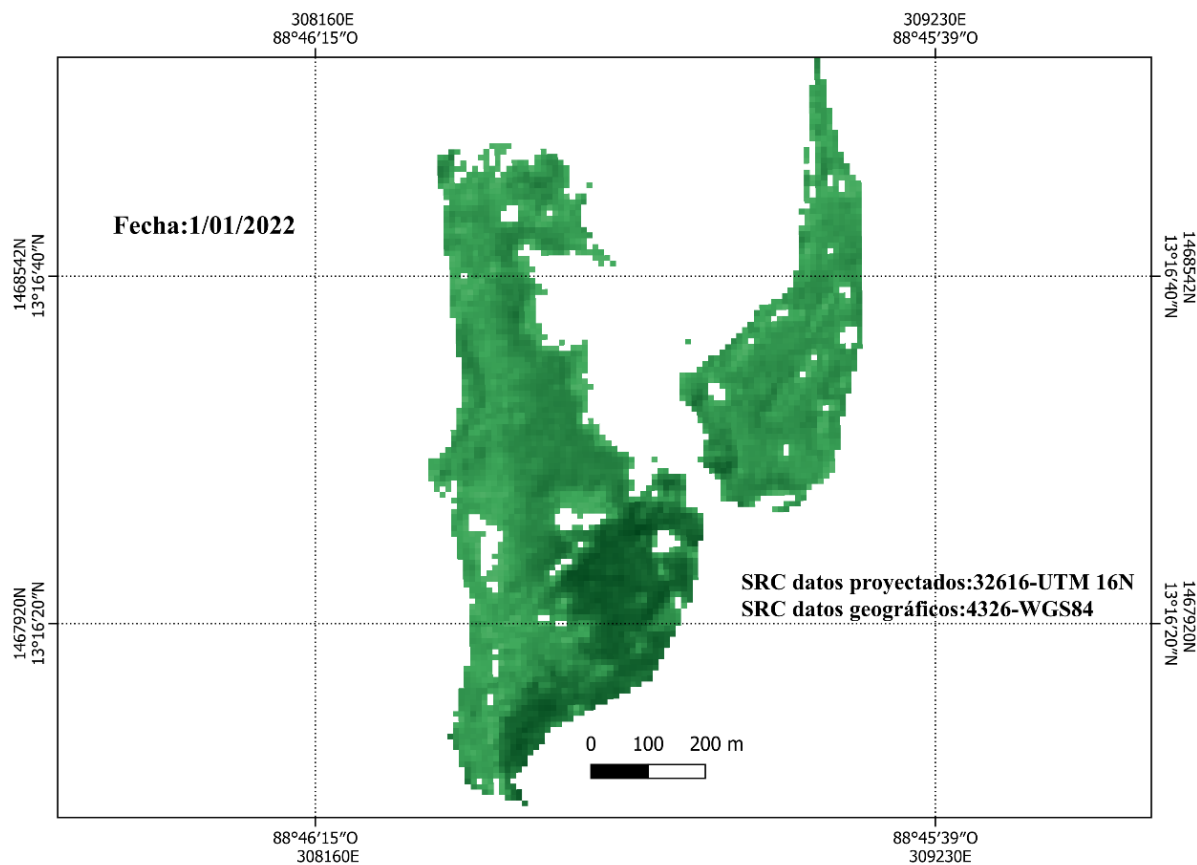 308160E 309230E
88°46′15″O 88°45′39″O
Fecha:1/01/2022
1468542N
13°16′40″N
1468542N
13°16′40″N
SRC datos proyectados:32616-UTM 16N
SRC datos geográficos:4326-WGS84
1467920N
13°16′20″N
1467920N
13°16′20″N
0 100 200 m
88°46′15″O 88°45′39″O
308160E 309230E